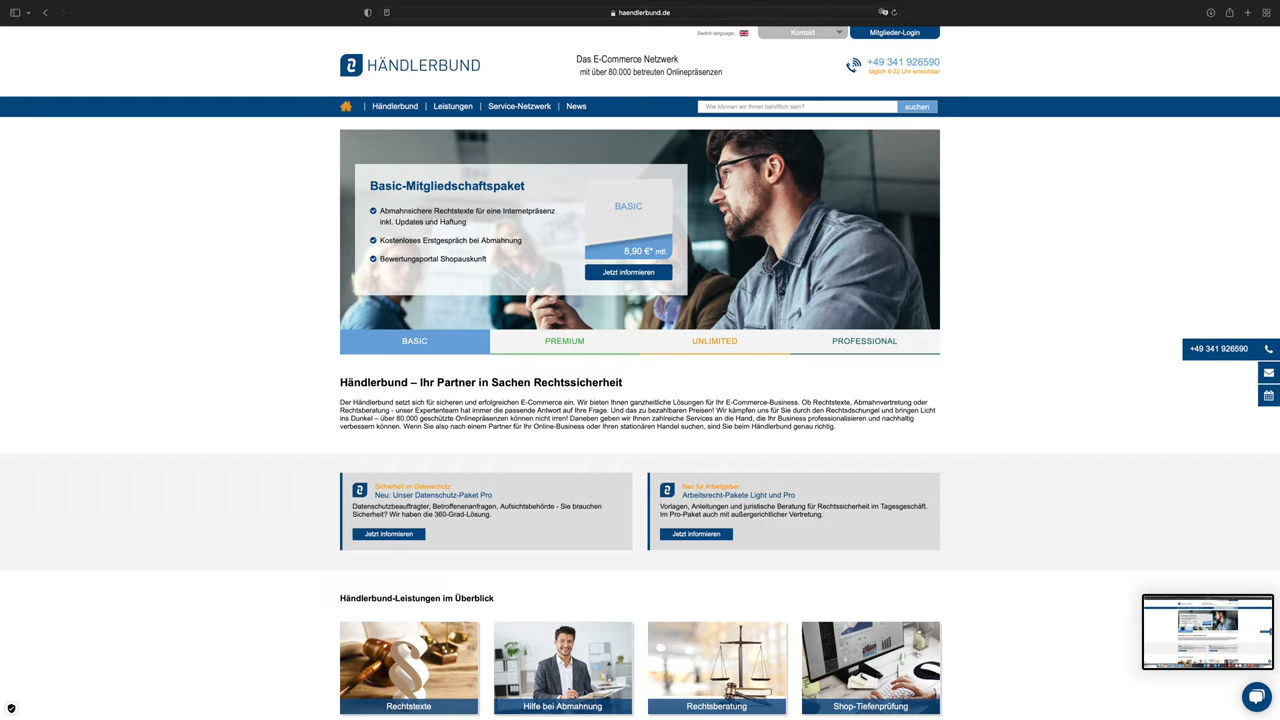 haendlerbund.de
Switch language:
Kontakt
Mitglieder-Login
HÄNDLERBUND
Das E-Commerce Netzwerk
mit über 80.000 betreuten Onlinepräsenzen
+49 341 926590
täglich 6-22 Uhr erreichbar
Händlerbund
Leistungen
Service-Netzwerk
News
Wie können wir Ihnen behilflich sein?
suchen
Basic-Mitgliedschaftspaket
Abmahnsichere Rechtstexte für eine Internetpräsenz
inkl. Updates und Haftung
Kostenloses Erstgespräch bei Abmahnung
Bewertungsportal Shopauskunft
BASIC
8,90 €* mtl.
Jetzt informieren
BASIC
PREMIUM
UNLIMITED
PROFESSIONAL
+49 341 926590
Händlerbund – Ihr Partner in Sachen Rechtssicherheit
Der Händlerbund setzt sich für sicheren und erfolgreichen E-Commerce ein. Wir bieten Ihnen ganzheitliche Lösungen für Ihr E-Commerce-Business. Ob Rechtstexte, Abmahnvertretung oder
Rechtsberatung - unser Expertenteam hat immer die passende Antwort auf Ihre Frage. Und das zu bezahlbaren Preisen! Wir kämpfen uns für Sie durch den Rechtsdschungel und bringen Licht
ins Dunkel – über 80.000 geschützte Onlinepräsenzen können nicht irren! Daneben geben wir Ihnen zahlreiche Services an die Hand, die Ihr Business professionalisieren und nachhaltig
verbessern können. Wenn Sie also nach einem Partner für Ihr Online-Business oder Ihren stationären Handel suchen, sind Sie beim Händlerbund genau richtig.
Sicherheit im Datenschutz
Neu: Unser Datenschutz-Paket Pro
Datenschutzbeauftragter, Betroffenenanfragen, Aufsichtsbehörde - Sie brauchen
Sicherheit? Wir haben die 360-Grad-Lösung.
Jetzt informieren
Neu für Arbeitgeber
Arbeitsrecht-Pakete Light und Pro
Vorlagen, Anleitungen und juristische Beratung für Rechtssicherheit im Tagesgeschäft.
Im Pro-Paket auch mit außergerichtlicher Vertretung.
Jetzt informieren
Händlerbund-Leistungen im Überblick
Rechtstexte
Hilfe bei Abmahnung
Rechtsberatung
Shop-Tiefenprüfung